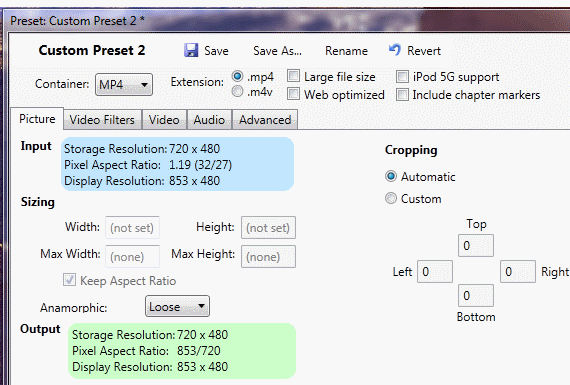 Preset: Custom Preset 2 *
Custom Preset 2 Save Save As... Rename Revert
Container: MP4 Extension: .mp4 Large file size iPod 5G support
.m4v Web optimized Include chapter markers
Picture Video Filters Video Audio Advanced
Input Storage Resolution: 720 x 480
Pixel Aspect Ratio: 1.19 (32/27)
Display Resolution: 853 x 480
Cropping
Automatic
Custom
Sizing
Width: (not set) Height: (not set)
Max Width: (none) Max Height: (none)
Keep Aspect Ratio
Anamorphic: Loose
Top
0
Left 0 0 Right
0
Bottom
Output Storage Resolution: 720 x 480
Pixel Aspect Ratio: 853/720
Display Resolution: 853 x 480